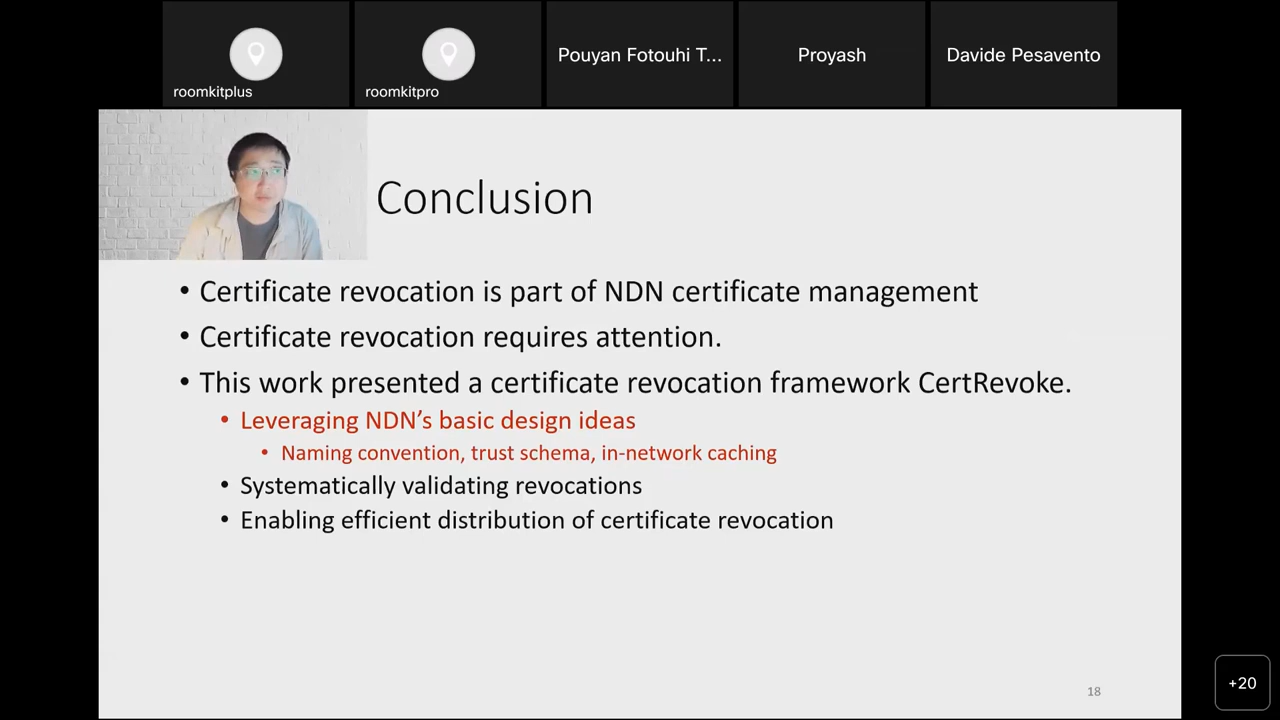 roomkitplus
roomkitpro
Pouyan Fotouhi T...
Proyash
Davide Pesavento
Conclusion
• Certificate revocation is part of NDN certificate management
• Certificate revocation requires attention.
• This work presented a certificate revocation framework CertRevoke.
• Leveraging NDN’s basic design ideas
• Naming convention, trust schema, in-network caching
• Systematically validating revocations
• Enabling efficient distribution of certificate revocation
18
+20